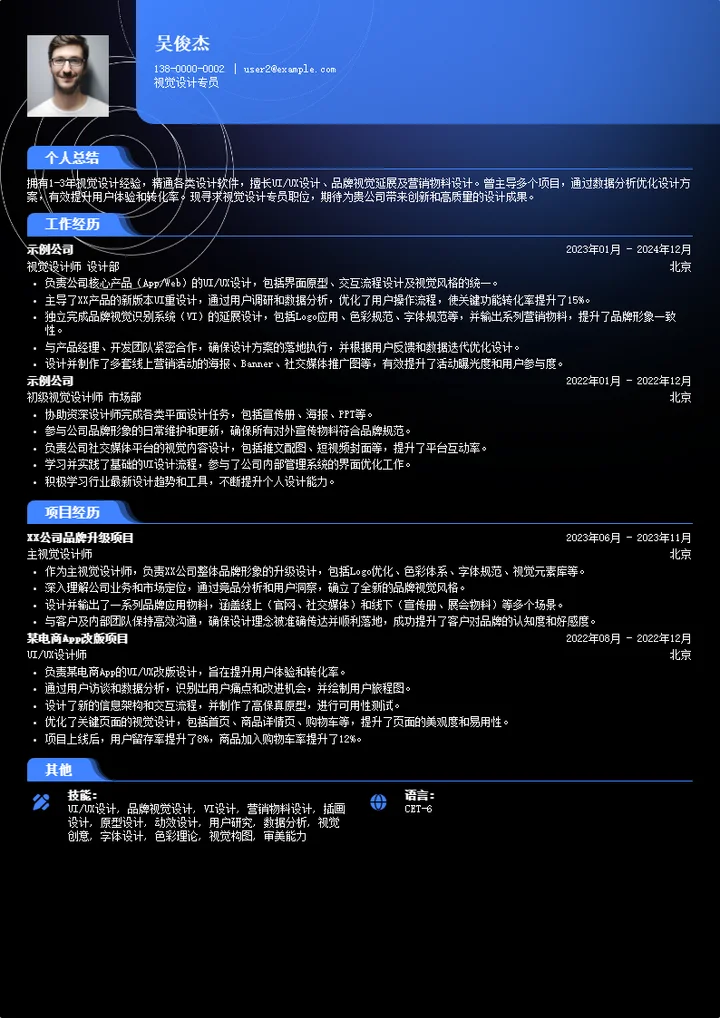 吴俊杰
138-0000-0002 | user2@example.com
视觉设计专员
个人总结
拥有1-3年视觉设计经验，精通各类设计软件，擅长UI/UX设计、品牌视觉延展及营销物料设计。曾主导多个项目，通过数据分析优化设计方
案，有效提升用户体验和转化率。现寻求视觉设计专员职位，期待为贵公司带来创新和高质量的设计成果。
工作经历
示例公司 2023年01月 - 2024年12月
视觉设计师 设计部 北京
• 负责公司核心产品（App/Web）的UI/UX设计，包括界面原型、交互流程设计及视觉风格的统一。
• 主导了XX产品的新版本UI重设计，通过用户调研和数据分析，优化了用户操作流程，使关键功能转化率提升了15%。
• 独立完成品牌视觉识别系统（VI）的延展设计，包括Logo应用、色彩规范、字体规范等，并输出系列营销物料，提升了品牌形象一致
性。
• 与产品经理、开发团队紧密合作，确保设计方案的落地执行，并根据用户反馈和数据迭代优化设计。
• 设计并制作了多套线上营销活动的海报、Banner、社交媒体推广图等，有效提升了活动曝光度和用户参与度。
示例公司 2022年01月 - 2022年12月
初级视觉设计师 市场部 北京
• 协助资深设计师完成各类平面设计任务，包括宣传册、海报、PPT等。
• 参与公司品牌形象的日常维护和更新，确保所有对外宣传物料符合品牌规范。
• 负责公司社交媒体平台的视觉内容设计，包括推文配图、短视频封面等，提升了平台互动率。
• 学习并实践了基础的UI设计流程，参与了公司内部管理系统的界面优化工作。
• 积极学习行业最新设计趋势和工具，不断提升个人设计能力。
项目经历
XX公司品牌升级项目 2023年06月 - 2023年11月
主视觉设计师 北京
• 作为主视觉设计师，负责XX公司整体品牌形象的升级设计，包括Logo优化、色彩体系、字体规范、视觉元素库等。
• 深入理解公司业务和市场定位，通过竞品分析和用户洞察，确立了全新的品牌视觉风格。
• 设计并输出了一系列品牌应用物料，涵盖线上（官网、社交媒体）和线下（宣传册、展会物料）等多个场景。
• 与客户及内部团队保持高效沟通，确保设计理念被准确传达并顺利落地，成功提升了客户对品牌的认知度和好感度。
某电商App改版项目 2022年08月 - 2022年12月
UI/UX设计师 北京
• 负责某电商App的UI/UX改版设计，旨在提升用户体验和转化率。
• 通过用户访谈和数据分析，识别出用户痛点和改进机会，并绘制用户旅程图。
• 设计了新的信息架构和交互流程，并制作了高保真原型，进行可用性测试。
• 优化了关键页面的视觉设计，包括首页、商品详情页、购物车等，提升了页面的美观度和易用性。
• 项目上线后，用户留存率提升了8%，商品加入购物车率提升了12%。
其他
技能：
UI/UX设计, 品牌视觉设计, VI设计, 营销物料设计, 插画
设计, 原型设计, 动效设计, 用户研究, 数据分析, 视觉
创意, 字体设计, 色彩理论, 视觉构图, 审美能力
语言：
CET-6